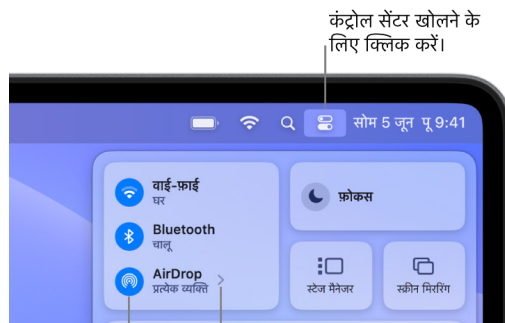 कंट्रोल सेंटर खोलने के
लिए क्लिक करें।
सोम 5 जून पू 9:41
वाई-फ़ाई
घर
फ़ोकस
Bluetooth
चालू
AirDrop
प्रत्येक व्यक्ति
स्टेज मैनेजर
स्क्रीन मिररिंग